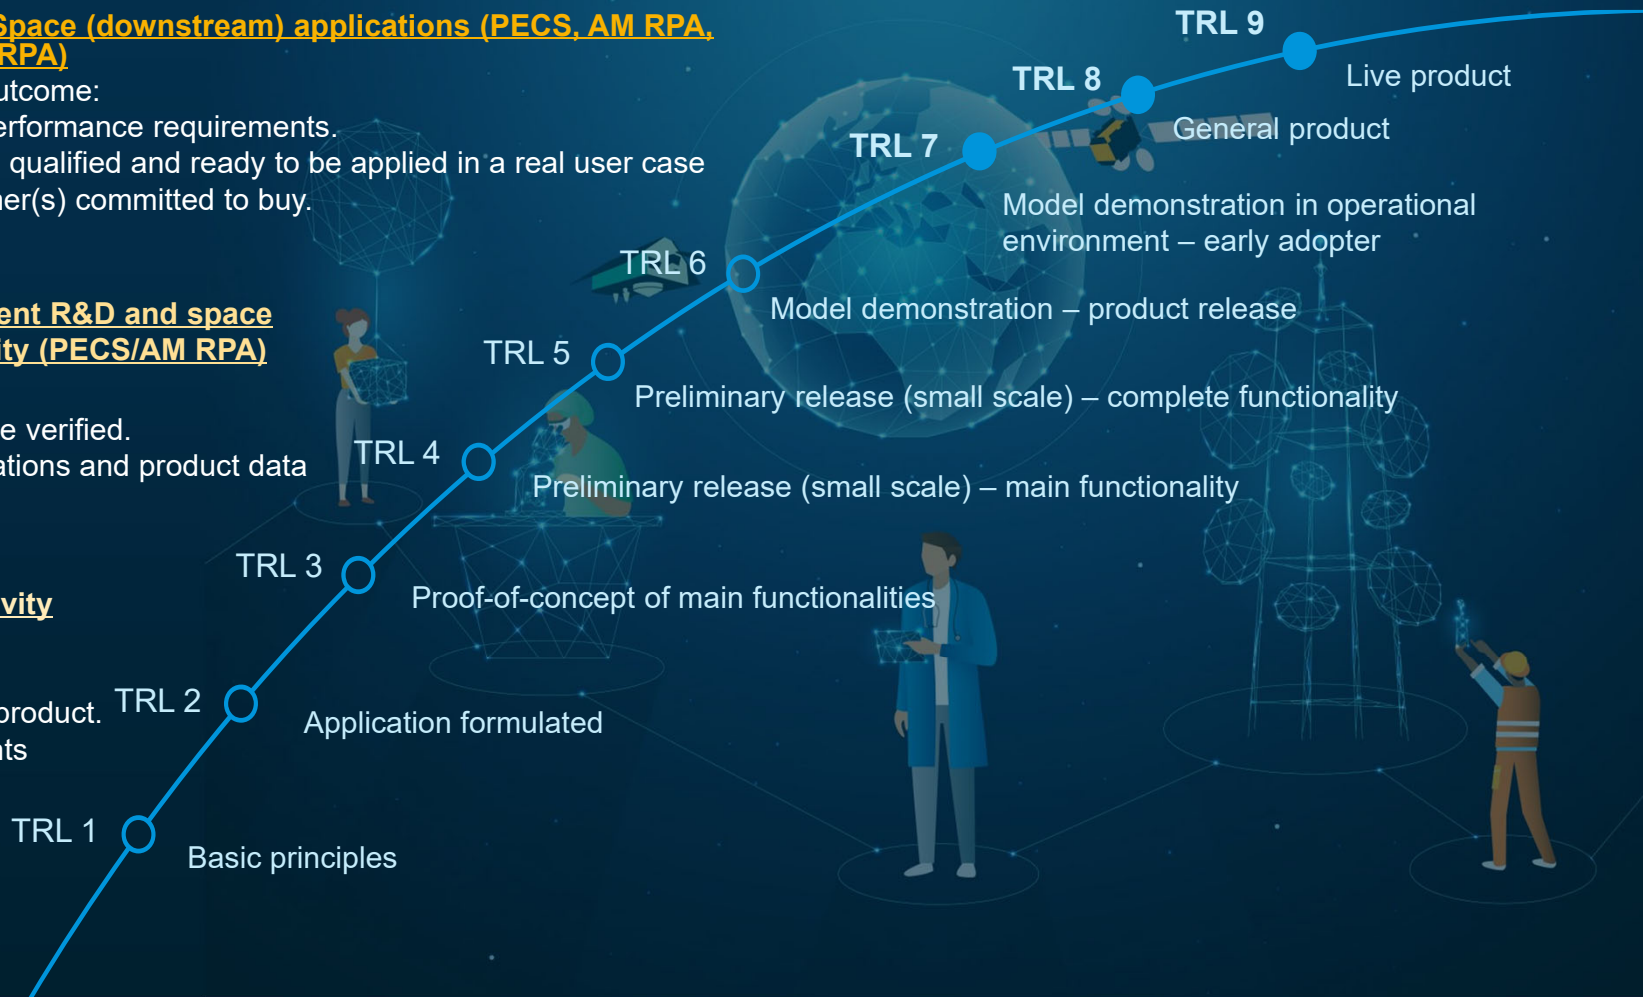 Space (downstream) applications (PECS, AM RPA,
RPA)
utcome:
erformance requirements.
qualified and ready to be applied in a real user case
er(s) committed to buy.
ent R&D and space
ity (PECS/AM RPA)
e verified.
ations and product data
vity
product.
nts
TRL 9
Live product
TRL 8
General product
TRL 7
Model demonstration in operational
environment – early adopter
TRL 6
Model demonstration – product release
TRL 5
Preliminary release (small scale) – complete functionality
TRL 4
Preliminary release (small scale) – main functionality
TRL 3
Proof-of-concept of main functionalities
TRL 2
Application formulated
TRL 1
Basic principles